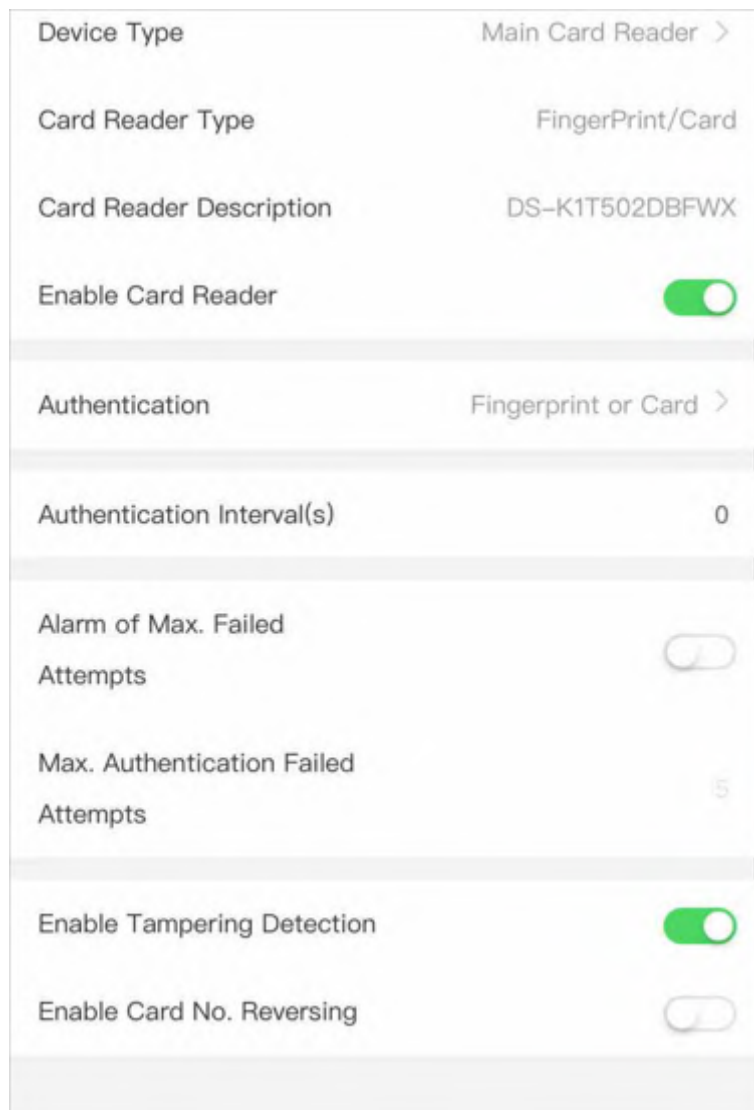 Device Type Main Card Reader >
Card Reader Type FingerPrint/Card
Card Reader Description DS-K1T502DBFWX
Enable Card Reader
Authentication Fingerprint or Card >
Authentication Interval(s) 0
Alarm of Max. Failed
Attempts
Max. Authentication Failed
Attempts 5
Enable Tampering Detection
Enable Card No. Reversing